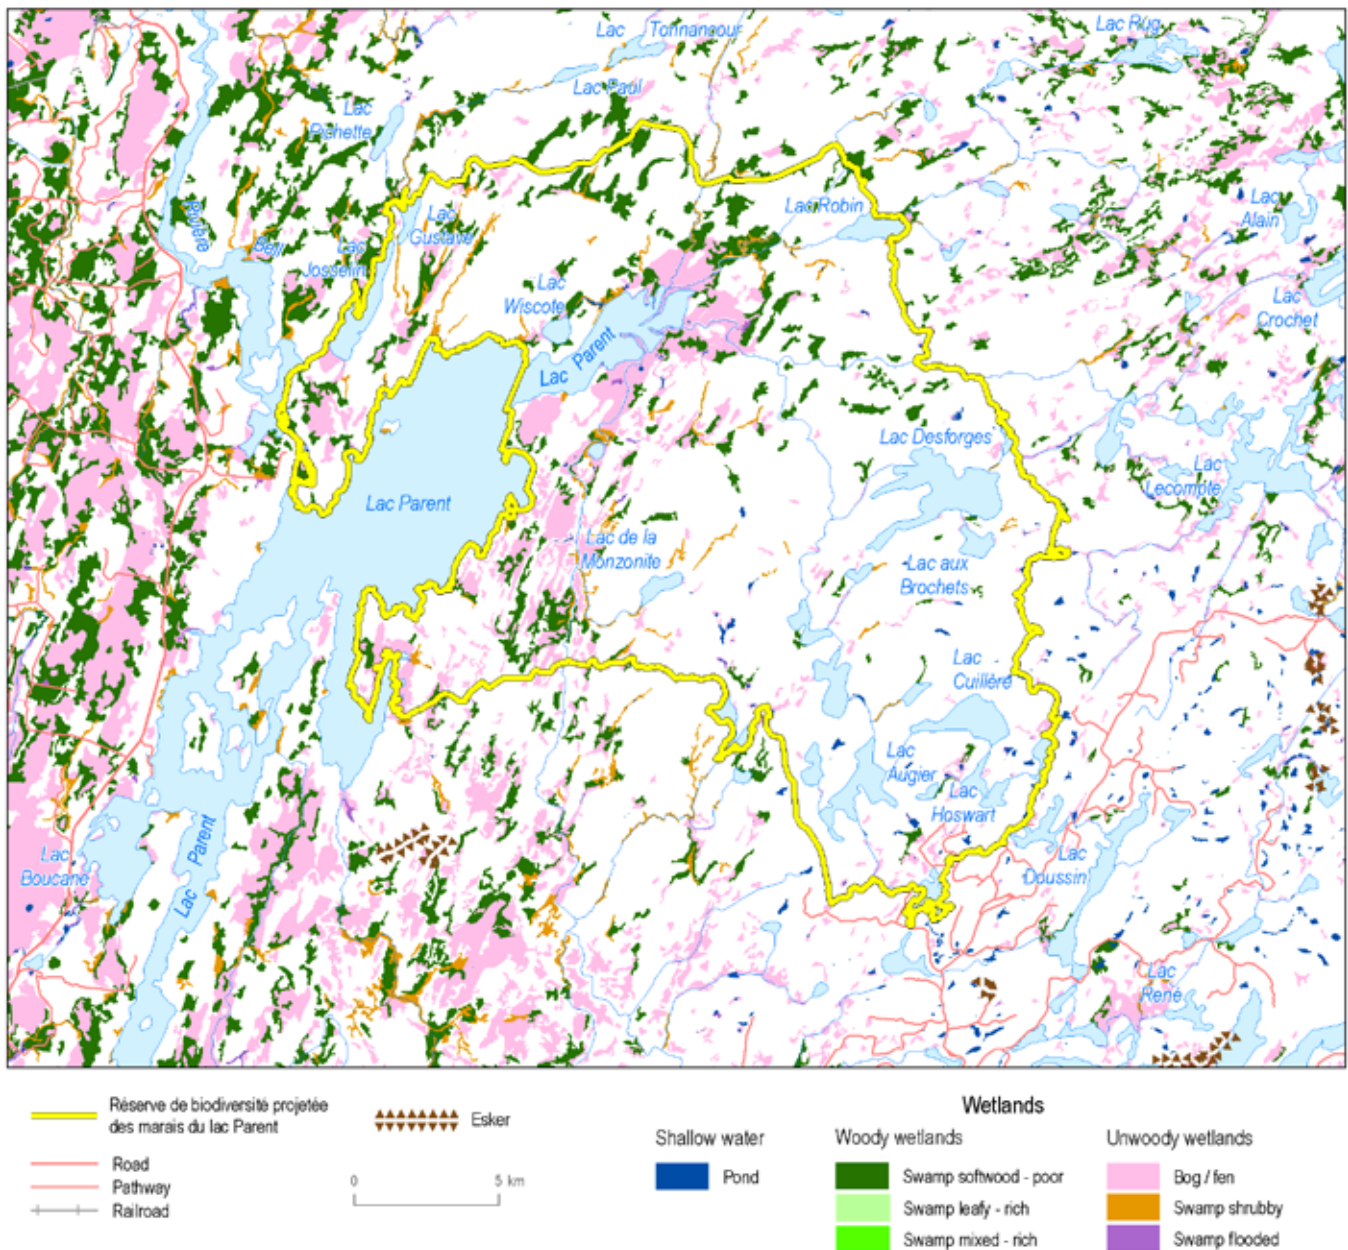 Lac Tonnancour
Lac Rug
Lac Paul
Lac
Pichette
Lac
Alain
Lac Robin
Rivière
Bell
Lac
Gustave
Lac
Josselin
Lac
Wiscote
Lac
Crochet
Lac Parent
Lac Desforges
Lac
Lecompte
Lac Parent
Lac de la
Monzonite
Lac aux
Brochets
Lac
Cuillère
Lac
Augier
Lac
Hoswart
Lac
Boucane
Lac Parent
Lac
Doussin
Lac
René
Réserve de biodiversité projetée
des marais du lac Parent
Esker
Road
Pathway
Railroad
0 5 km
Wetlands
Shallow water
Pond
Woody wetlands
Swamp softwood - poor
Swamp leafy - rich
Swamp mixed - rich
Unwoody wetlands
Bog / fen
Swamp shrubby
Swamp flooded